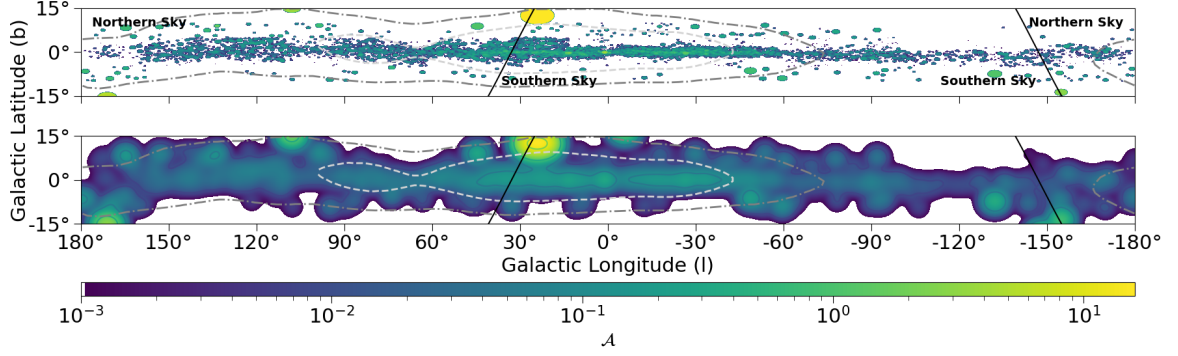 15°
Northern Sky
Northern Sky
0°
Southern Sky
Southern Sky
-15°
Galactic Latitude (b)
15°
0°
-15°
180° 150° 120° 90° 60° 30° 0° -30° -60° -90° -120° -150° -180°
Galactic Longitude (l)
10⁻³ 10⁻² 10⁻¹ 10⁰ 10¹
𝒜